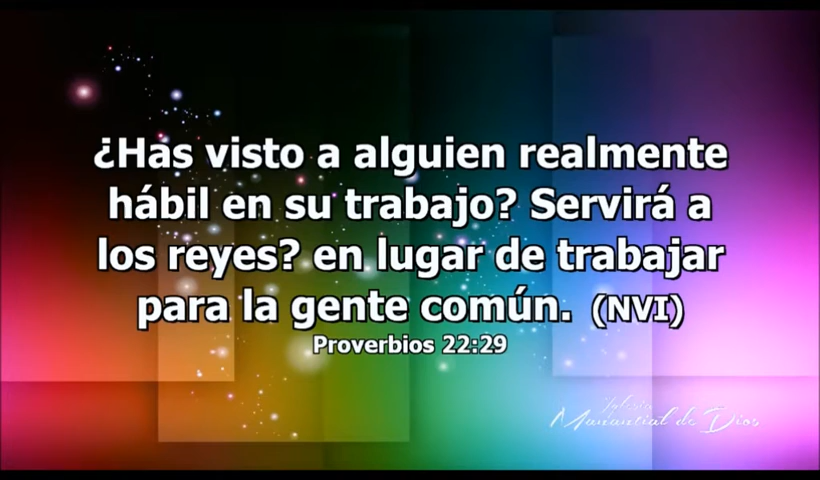 ¿Has visto a alguien realmente
hábil en su trabajo? Servirá a
los reyes? en lugar de trabajar
para la gente común. (NVI)
Proverbios 22:29
Iglesia
Manantial de Dios